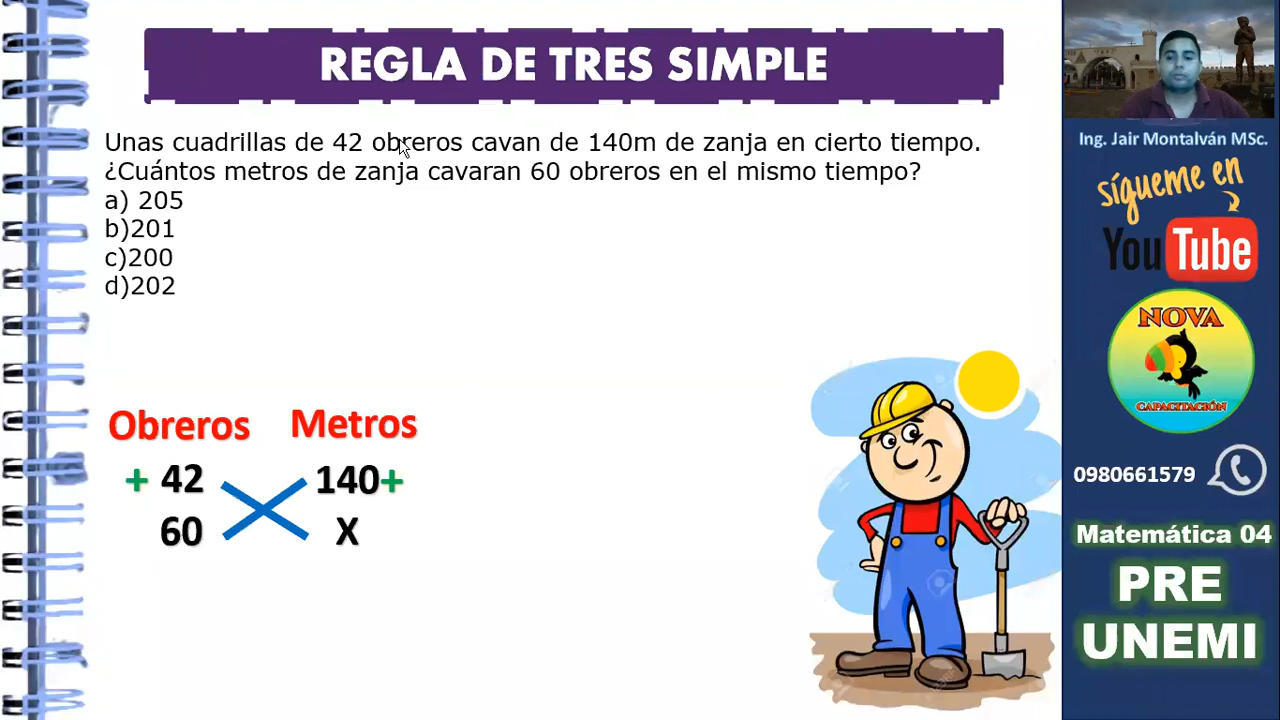 REGLA DE TRES SIMPLE
Unas cuadrillas de 42 obreros cavan de 140m de zanja en cierto tiempo.
¿Cuántos metros de zanja cavaran 60 obreros en el mismo tiempo?
a) 205
b)201
c)200
d)202
Obreros Metros
+ 42 140+
60 X
Ing. Jair Montalván MSc.
sígueme en
YouTube
NOVA
CAPACITACIÓN
0980661579
Matemática 04
PRE
UNEMI